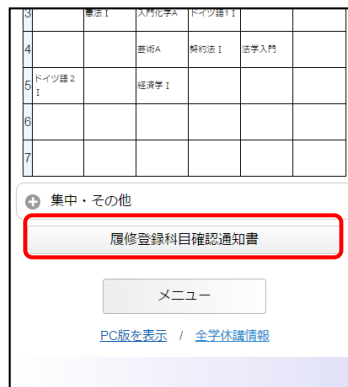 3 憲法 I 入門化学A ドイツ語1 I
4 芸術A 契約法 I 法学入門
5 ドイツ語 2 I 経済学 I
6
7
集中・その他
履修登録科目確認通知書
メニュー
PC版を表示 / 全学休講情報